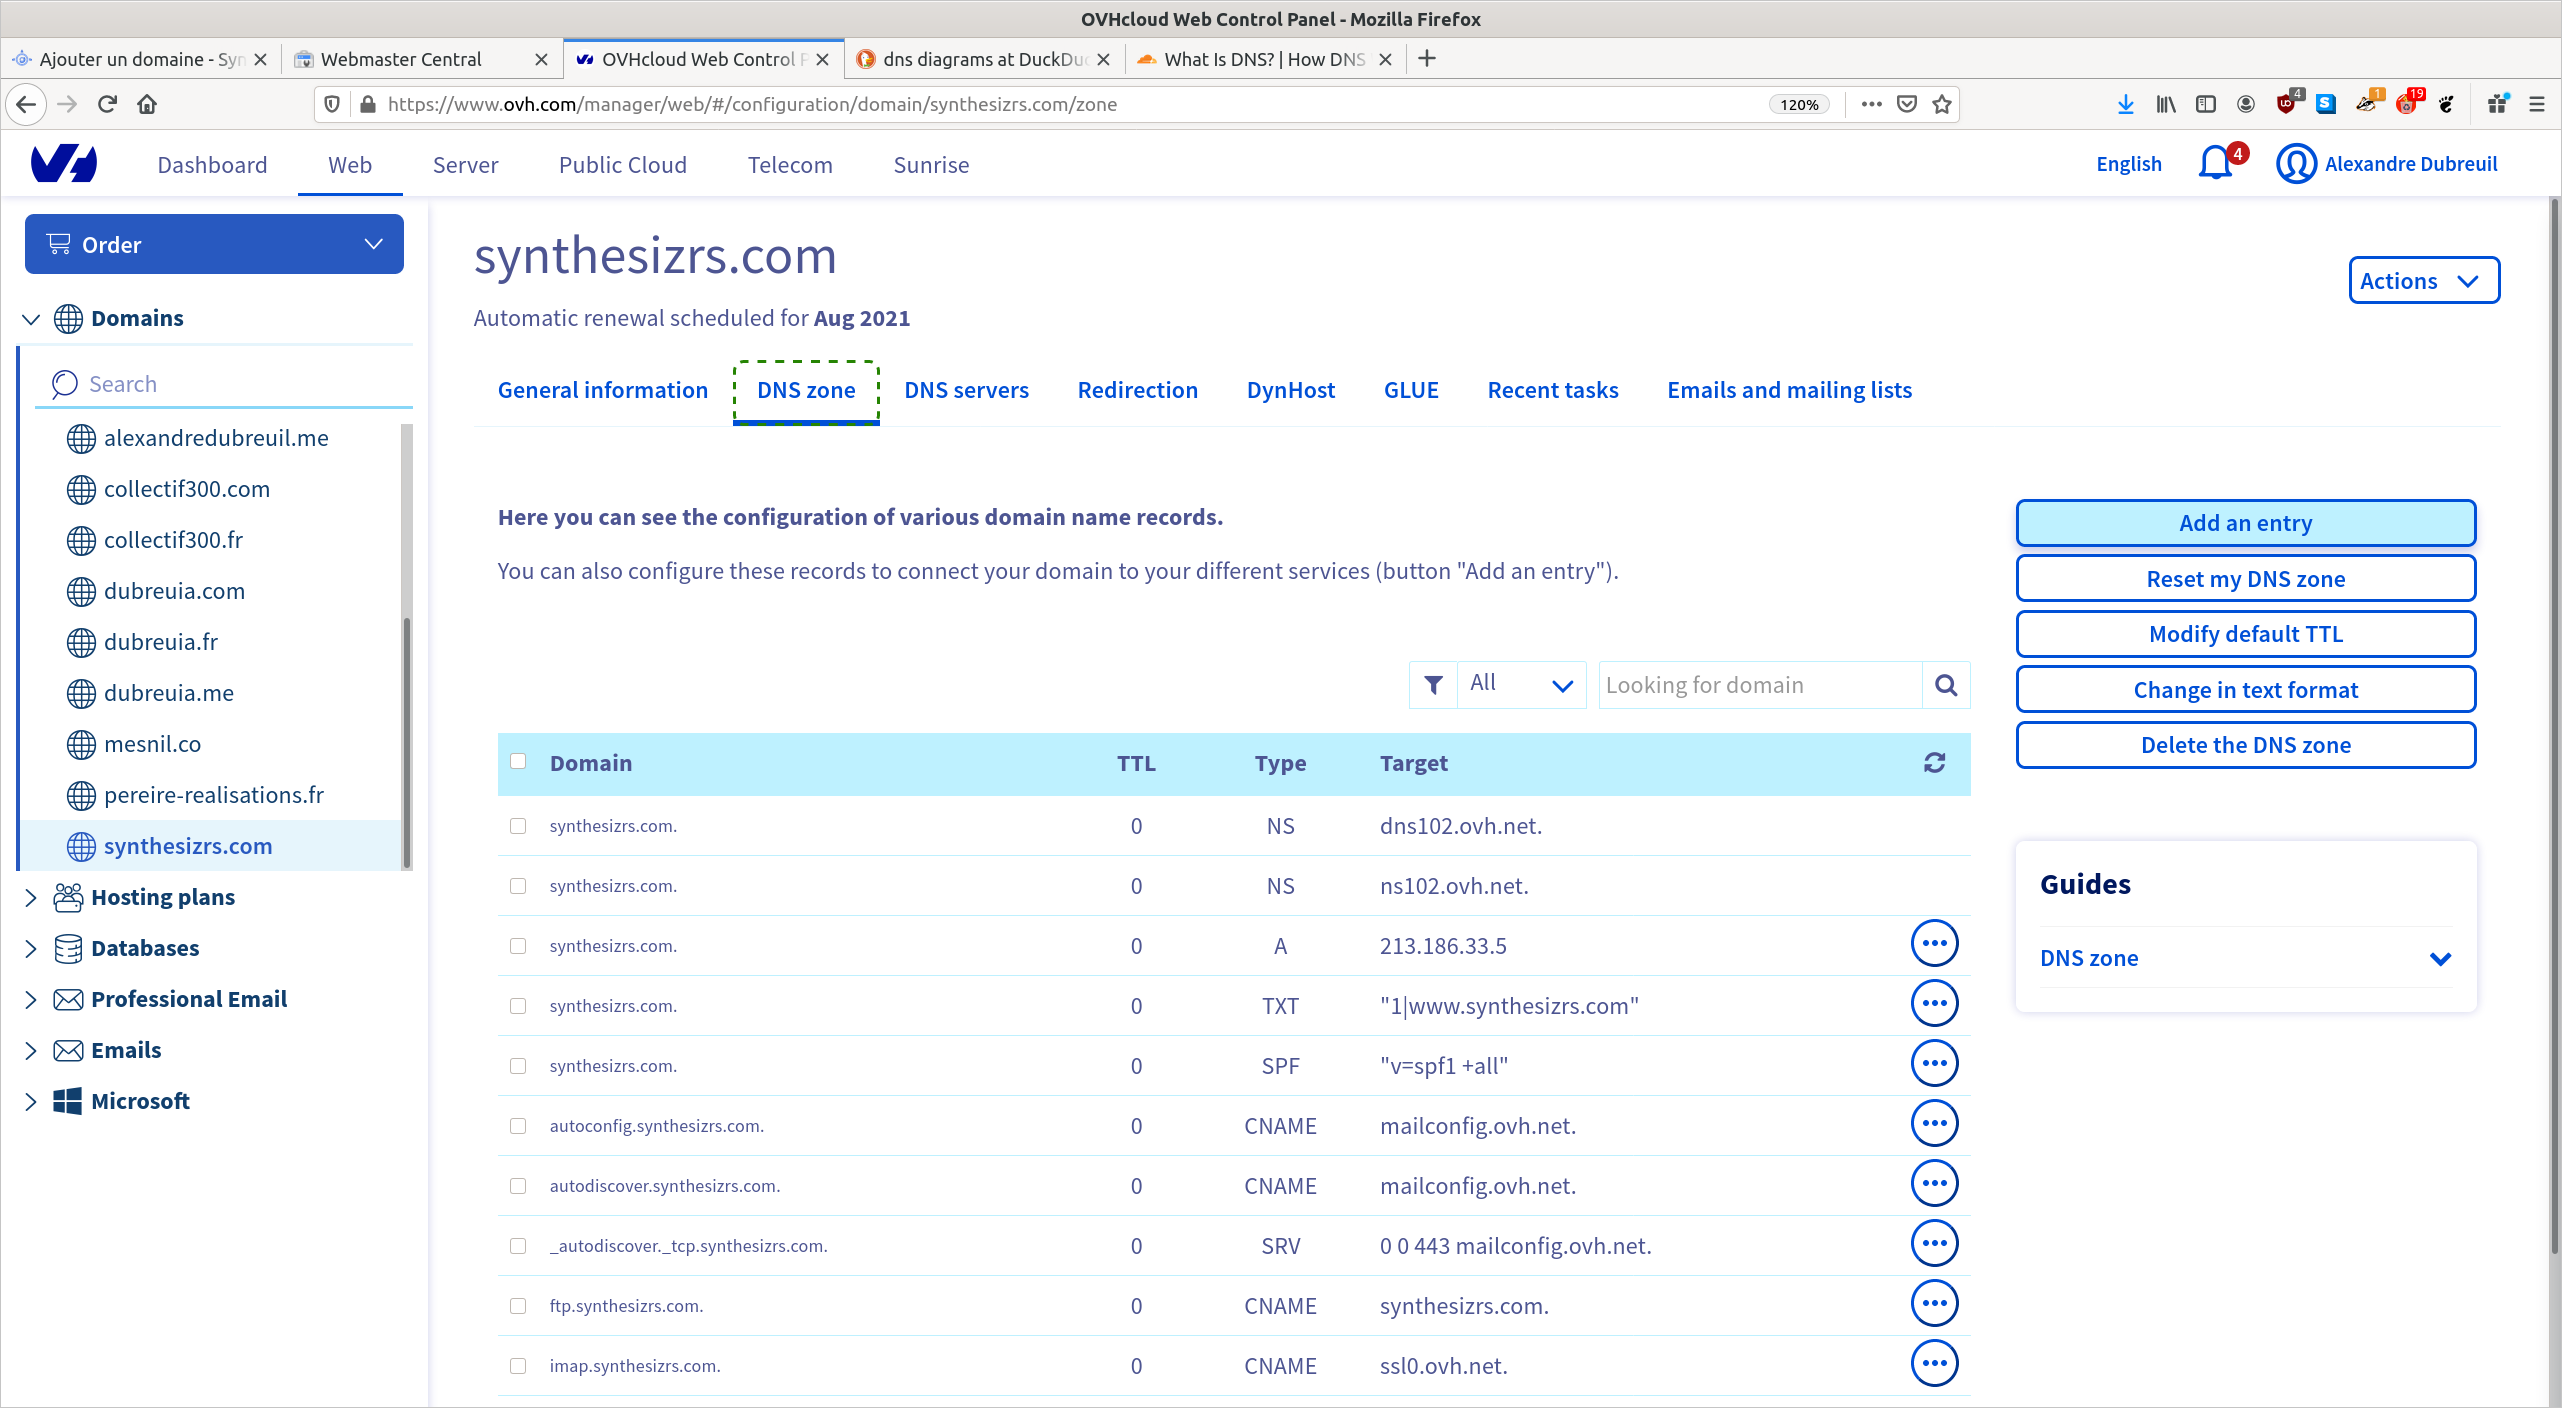 OVHcloud Web Control Panel - Mozilla Firefox
Ajouter un domaine - Syn
Webmaster Central
OVHcloud Web Control P
dns diagrams at DuckDuc
What Is DNS? | How DNS
https://www.ovh.com/manager/web/#/configuration/domain/synthesizrs.com/zone
120%
4
1
19
Dashboard
Web
Server
Public Cloud
Telecom
Sunrise
English
4
Alexandre Dubreuil
Order
Domains
Search
alexandredubreuil.me
collectif300.com
collectif300.fr
dubreuia.com
dubreuia.fr
dubreuia.me
mesnil.co
pereire-realisations.fr
synthesizrs.com
Hosting plans
Databases
Professional Email
Emails
Microsoft
synthesizrs.com
Automatic renewal scheduled for Aug 2021
Actions
General information
DNS zone
DNS servers
Redirection
DynHost
GLUE
Recent tasks
Emails and mailing lists
Here you can see the configuration of various domain name records.
You can also configure these records to connect your domain to your different services (button "Add an entry").
All
Looking for domain
Domain TTL Type Target
synthesizrs.com. 0 NS dns102.ovh.net.
synthesizrs.com. 0 NS ns102.ovh.net.
synthesizrs.com. 0 A 213.186.33.5
synthesizrs.com. 0 TXT "1|www.synthesizrs.com"
synthesizrs.com. 0 SPF "v=spf1 +all"
autoconfig.synthesizrs.com. 0 CNAME mailconfig.ovh.net.
autodiscover.synthesizrs.com. 0 CNAME mailconfig.ovh.net.
_autodiscover._tcp.synthesizrs.com. 0 SRV 0 0 443 mailconfig.ovh.net.
ftp.synthesizrs.com. 0 CNAME synthesizrs.com.
imap.synthesizrs.com. 0 CNAME ssl0.ovh.net.
Add an entry
Reset my DNS zone
Modify default TTL
Change in text format
Delete the DNS zone
Guides
DNS zone